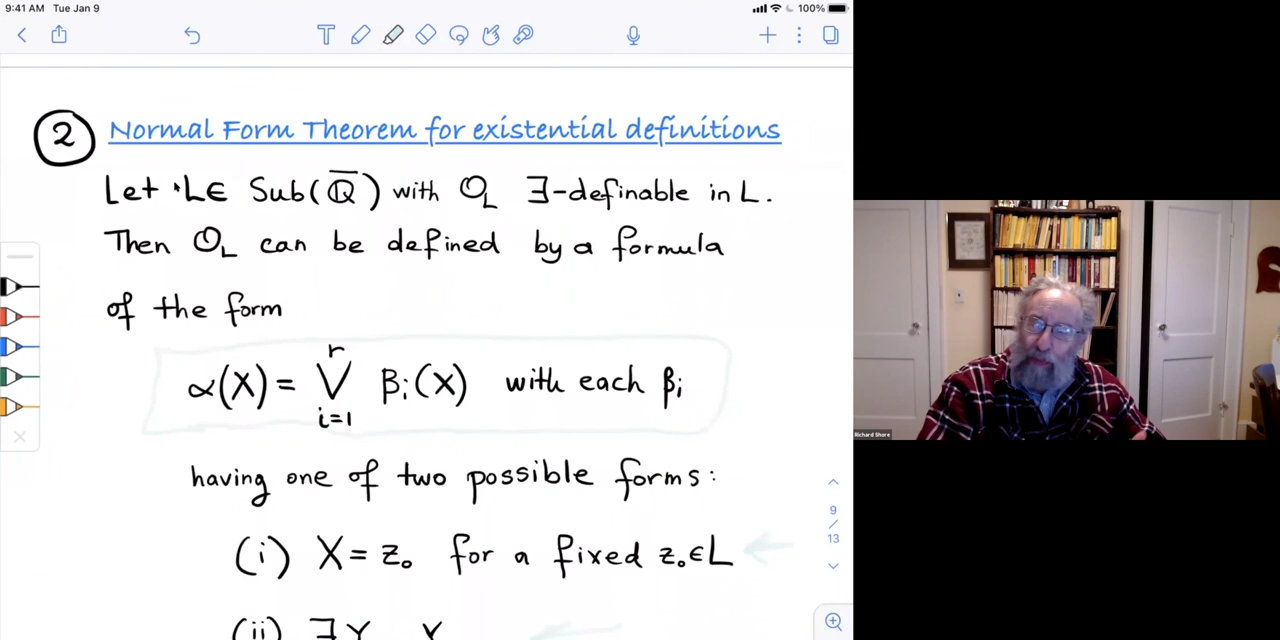 9:41 AM Tue Jan 9
100%
2
Normal Form Theorem for existential definitions
Let L∈ Sub(Q̅) with O_L ∃-definable in L.
Then O_L can be defined by a formula
of the form
α(X) = ⋁_{i=1}^{r} β_i(X) with each β_i
having one of two possible forms:
(i) X = z₀ for a fixed z₀∈L
(ii) ∃Y Y
9
/
13
Richard Shore